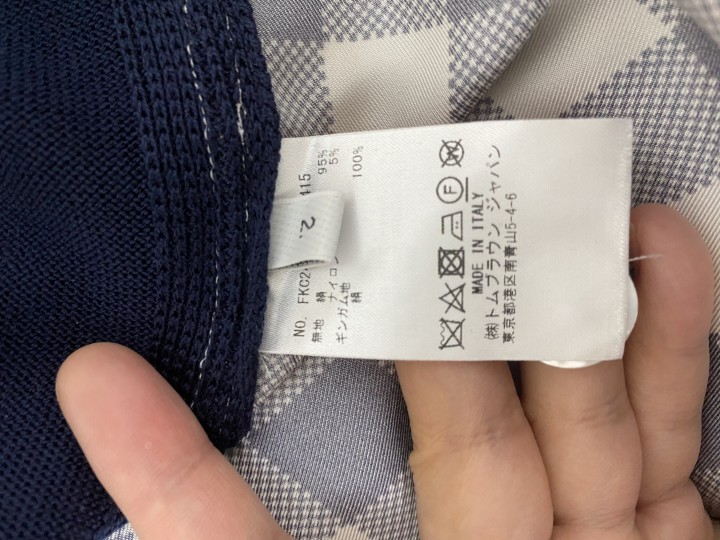 NO. FKC2 415
無地
絹 95%
ナイロン 5%
ギンガム地
絹 100%
F
W
MADE IN ITALY
(株)トムブラウン ジャパン
東京都港区南青山5-4-6
2.